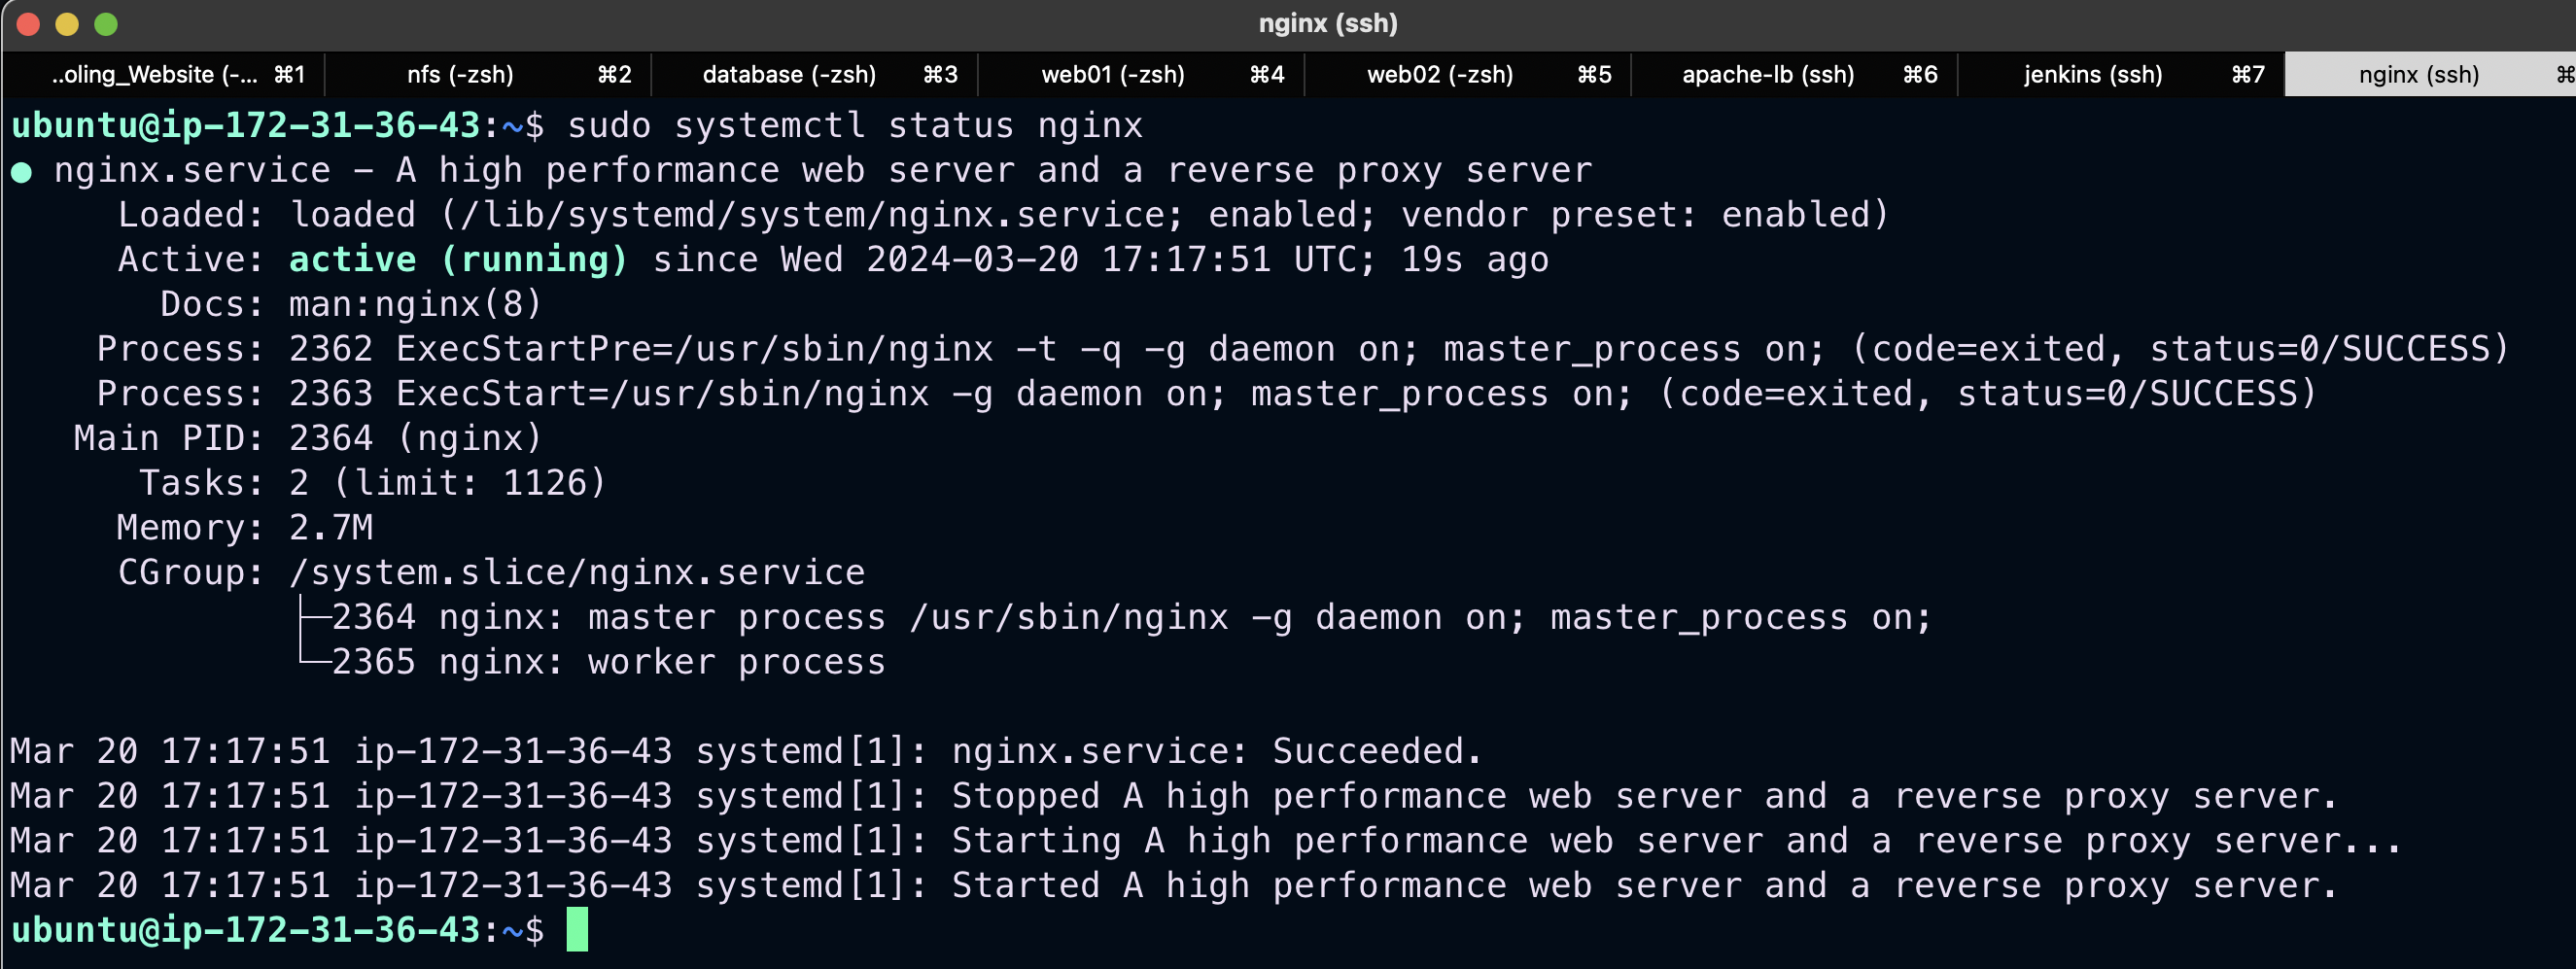 nginx (ssh)
..oling_Website (-... ⌘1 nfs (-zsh) ⌘2 database (-zsh) ⌘3 web01 (-zsh) ⌘4 web02 (-zsh) ⌘5 apache-lb (ssh) ⌘6 jenkins (ssh) ⌘7 nginx (ssh) ⌘
ubuntu@ip-172-31-36-43:~$ sudo systemctl status nginx
● nginx.service - A high performance web server and a reverse proxy server
     Loaded: loaded (/lib/systemd/system/nginx.service; enabled; vendor preset: enabled)
     Active: active (running) since Wed 2024-03-20 17:17:51 UTC; 19s ago
       Docs: man:nginx(8)
    Process: 2362 ExecStartPre=/usr/sbin/nginx -t -q -g daemon on; master_process on; (code=exited, status=0/SUCCESS)
    Process: 2363 ExecStart=/usr/sbin/nginx -g daemon on; master_process on; (code=exited, status=0/SUCCESS)
   Main PID: 2364 (nginx)
      Tasks: 2 (limit: 1126)
     Memory: 2.7M
     CGroup: /system.slice/nginx.service
             ├─2364 nginx: master process /usr/sbin/nginx -g daemon on; master_process on;
             └─2365 nginx: worker process
Mar 20 17:17:51 ip-172-31-36-43 systemd[1]: nginx.service: Succeeded.
Mar 20 17:17:51 ip-172-31-36-43 systemd[1]: Stopped A high performance web server and a reverse proxy server.
Mar 20 17:17:51 ip-172-31-36-43 systemd[1]: Starting A high performance web server and a reverse proxy server...
Mar 20 17:17:51 ip-172-31-36-43 systemd[1]: Started A high performance web server and a reverse proxy server.
ubuntu@ip-172-31-36-43:~$